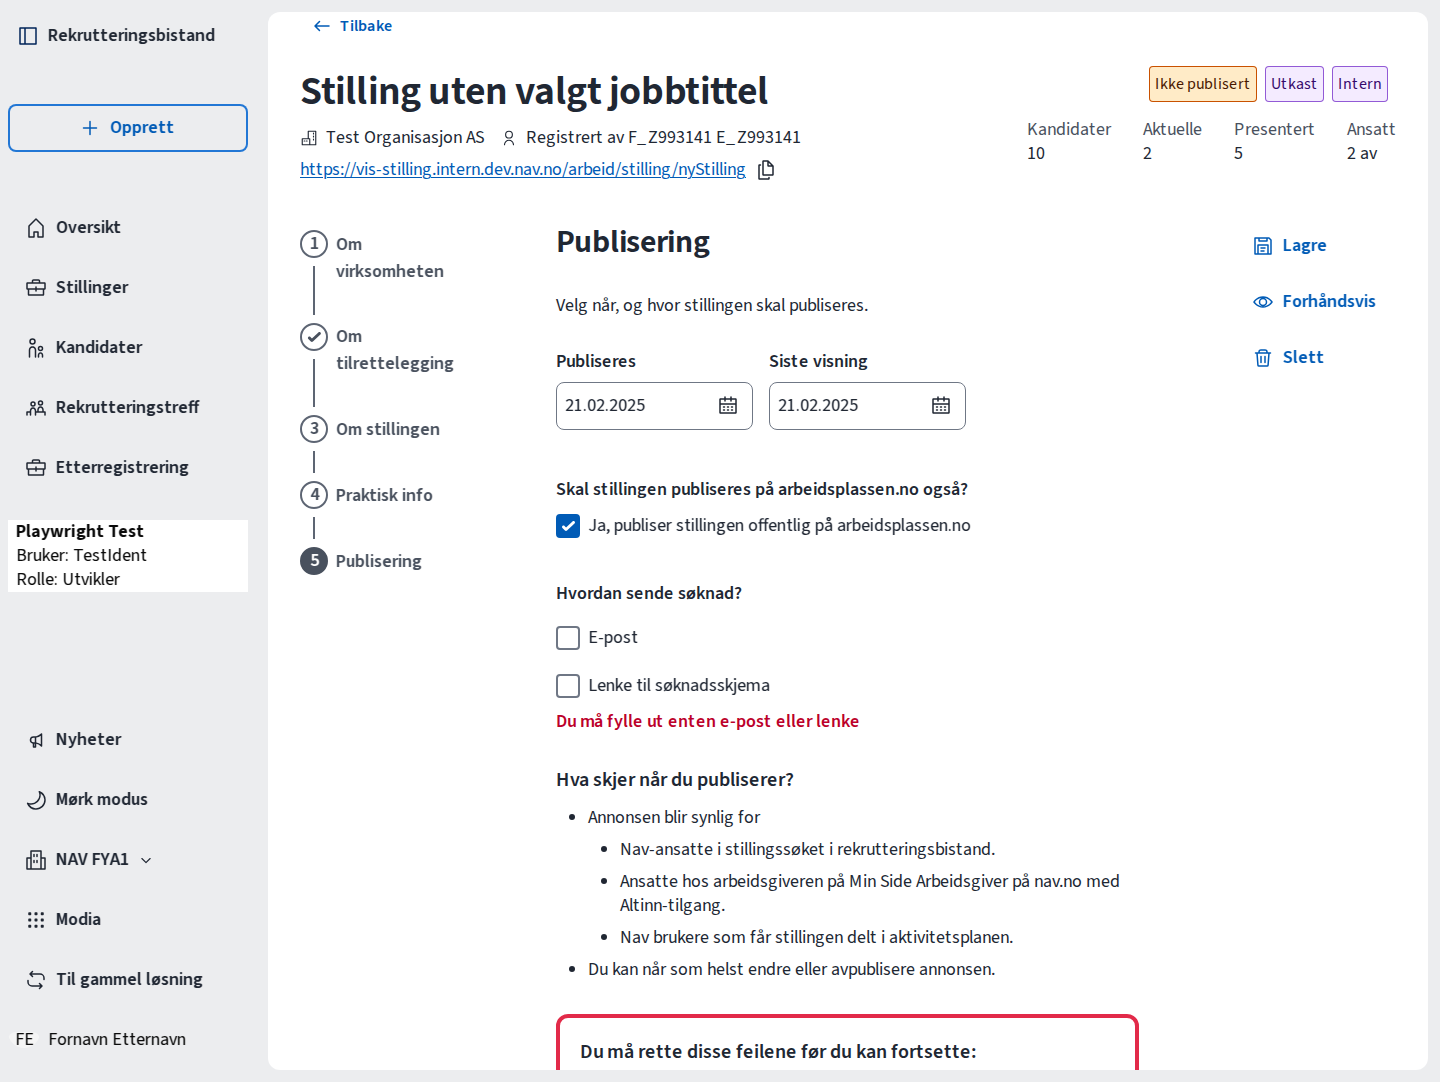 Rekrutteringsbistand
Opprett
Oversikt
Stillinger
Kandidater
Rekrutteringstreff
Etterregistrering
Playwright Test
Bruker: TestIdent
Rolle: Utvikler
Nyheter
Mørk modus
NAV FYA1
Modia
Til gammel løsning
FE Fornavn Etternavn
Tilbake
Stilling uten valgt jobbtittel
Test Organisasjon AS Registrert av F_Z993141 E_Z993141
https://vis-stilling.intern.dev.nav.no/arbeid/stilling/nyStilling
Ikke publisert Utkast Intern
Kandidater Aktuelle Presentert Ansatt
10 2 5 2 av
1 Om
virksomheten
Om
tilrettelegging
3 Om stillingen
4 Praktisk info
5 Publisering
Publisering
Velg når, og hvor stillingen skal publiseres.
Publiseres Siste visning
21.02.2025 21.02.2025
Skal stillingen publiseres på arbeidsplassen.no også?
Ja, publiser stillingen offentlig på arbeidsplassen.no
Hvordan sende søknad?
E-post
Lenke til søknadsskjema
Du må fylle ut enten e-post eller lenke
Hva skjer når du publiserer?
Annonsen blir synlig for
Nav-ansatte i stillingssøket i rekrutteringsbistand.
Ansatte hos arbeidsgiveren på Min Side Arbeidsgiver på nav.no med
Altinn-tilgang.
Nav brukere som får stillingen delt i aktivitetsplanen.
Du kan når som helst endre eller avpublisere annonsen.
Du må rette disse feilene før du kan fortsette:
Lagre
Forhåndsvis
Slett